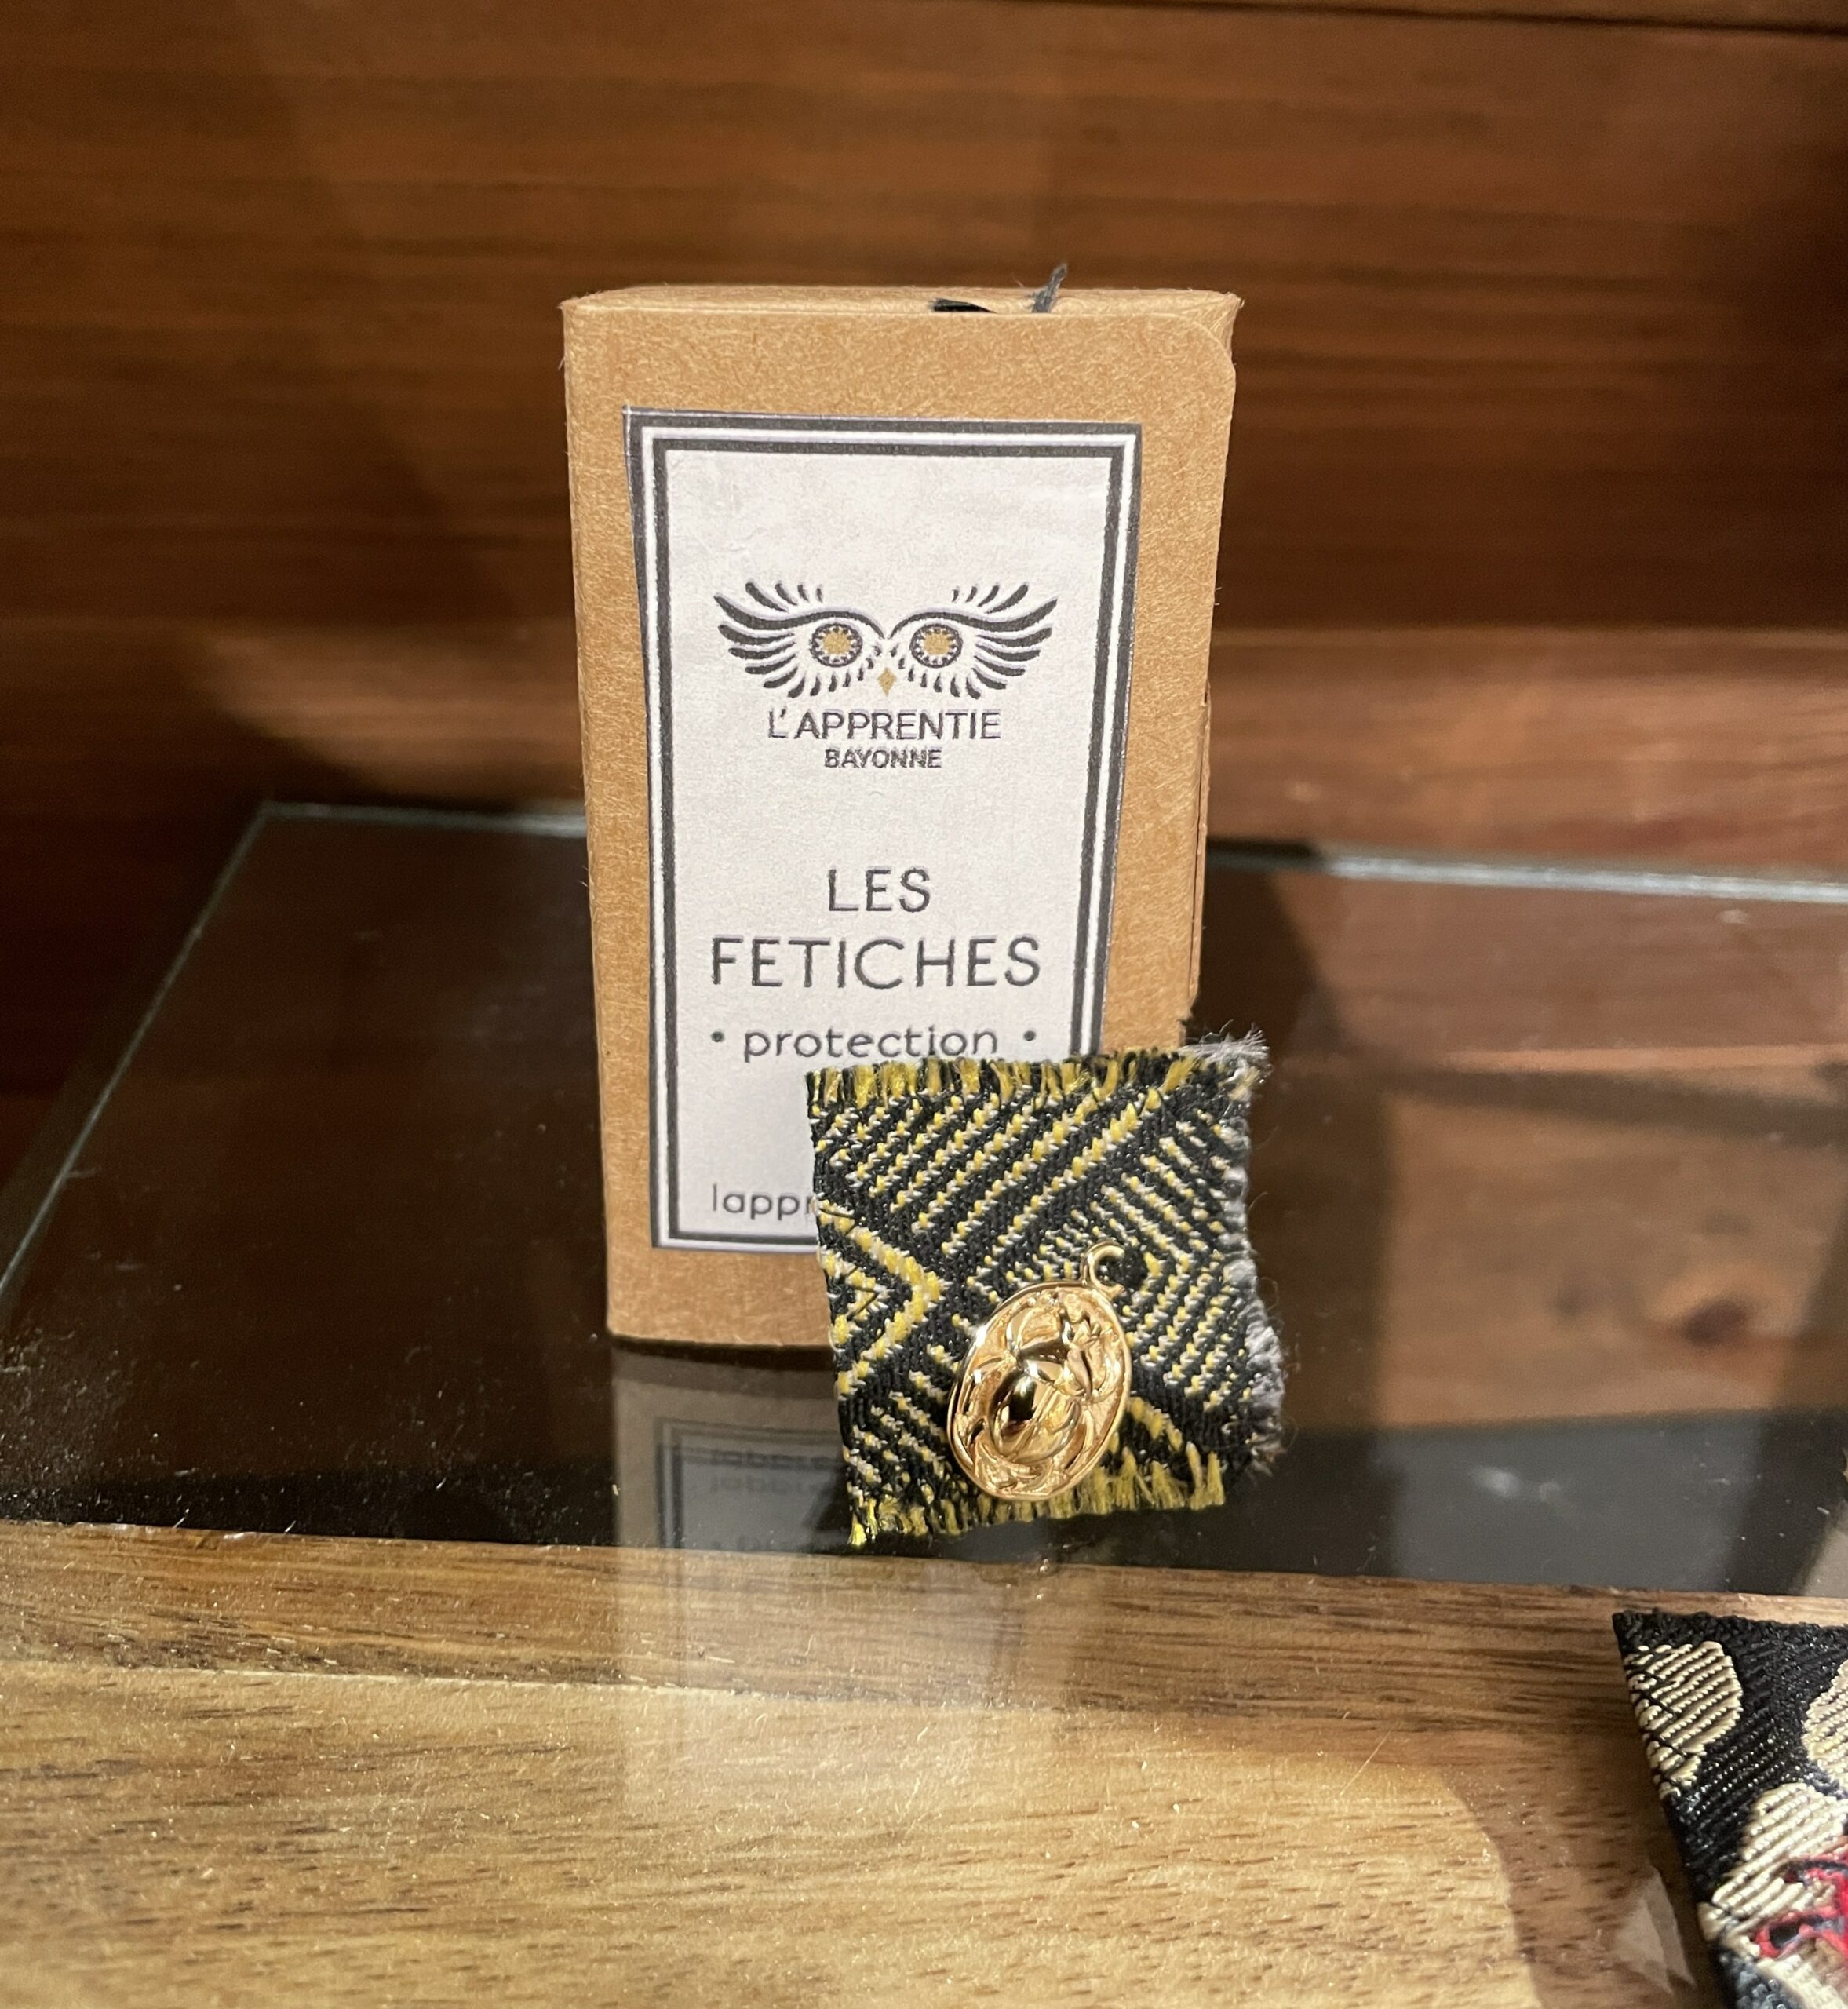 L'APPRENTIE
BAYONNE
LES
FETICHES
• protection •